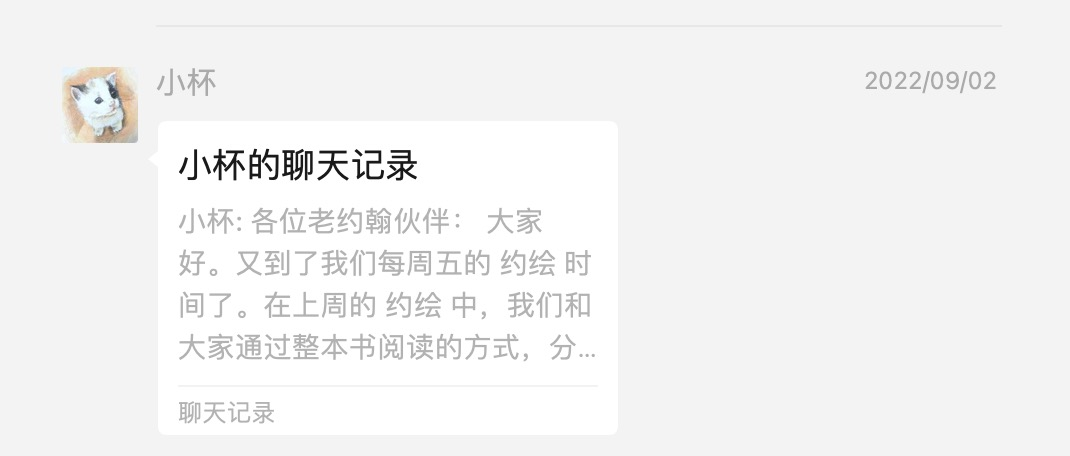 小杯
2022/09/02
小杯的聊天记录
小杯: 各位老约翰伙伴： 大家
好。又到了我们每周五的 约绘 时
间了。在上周的 约绘 中，我们和
大家通过整本书阅读的方式，分...
聊天记录